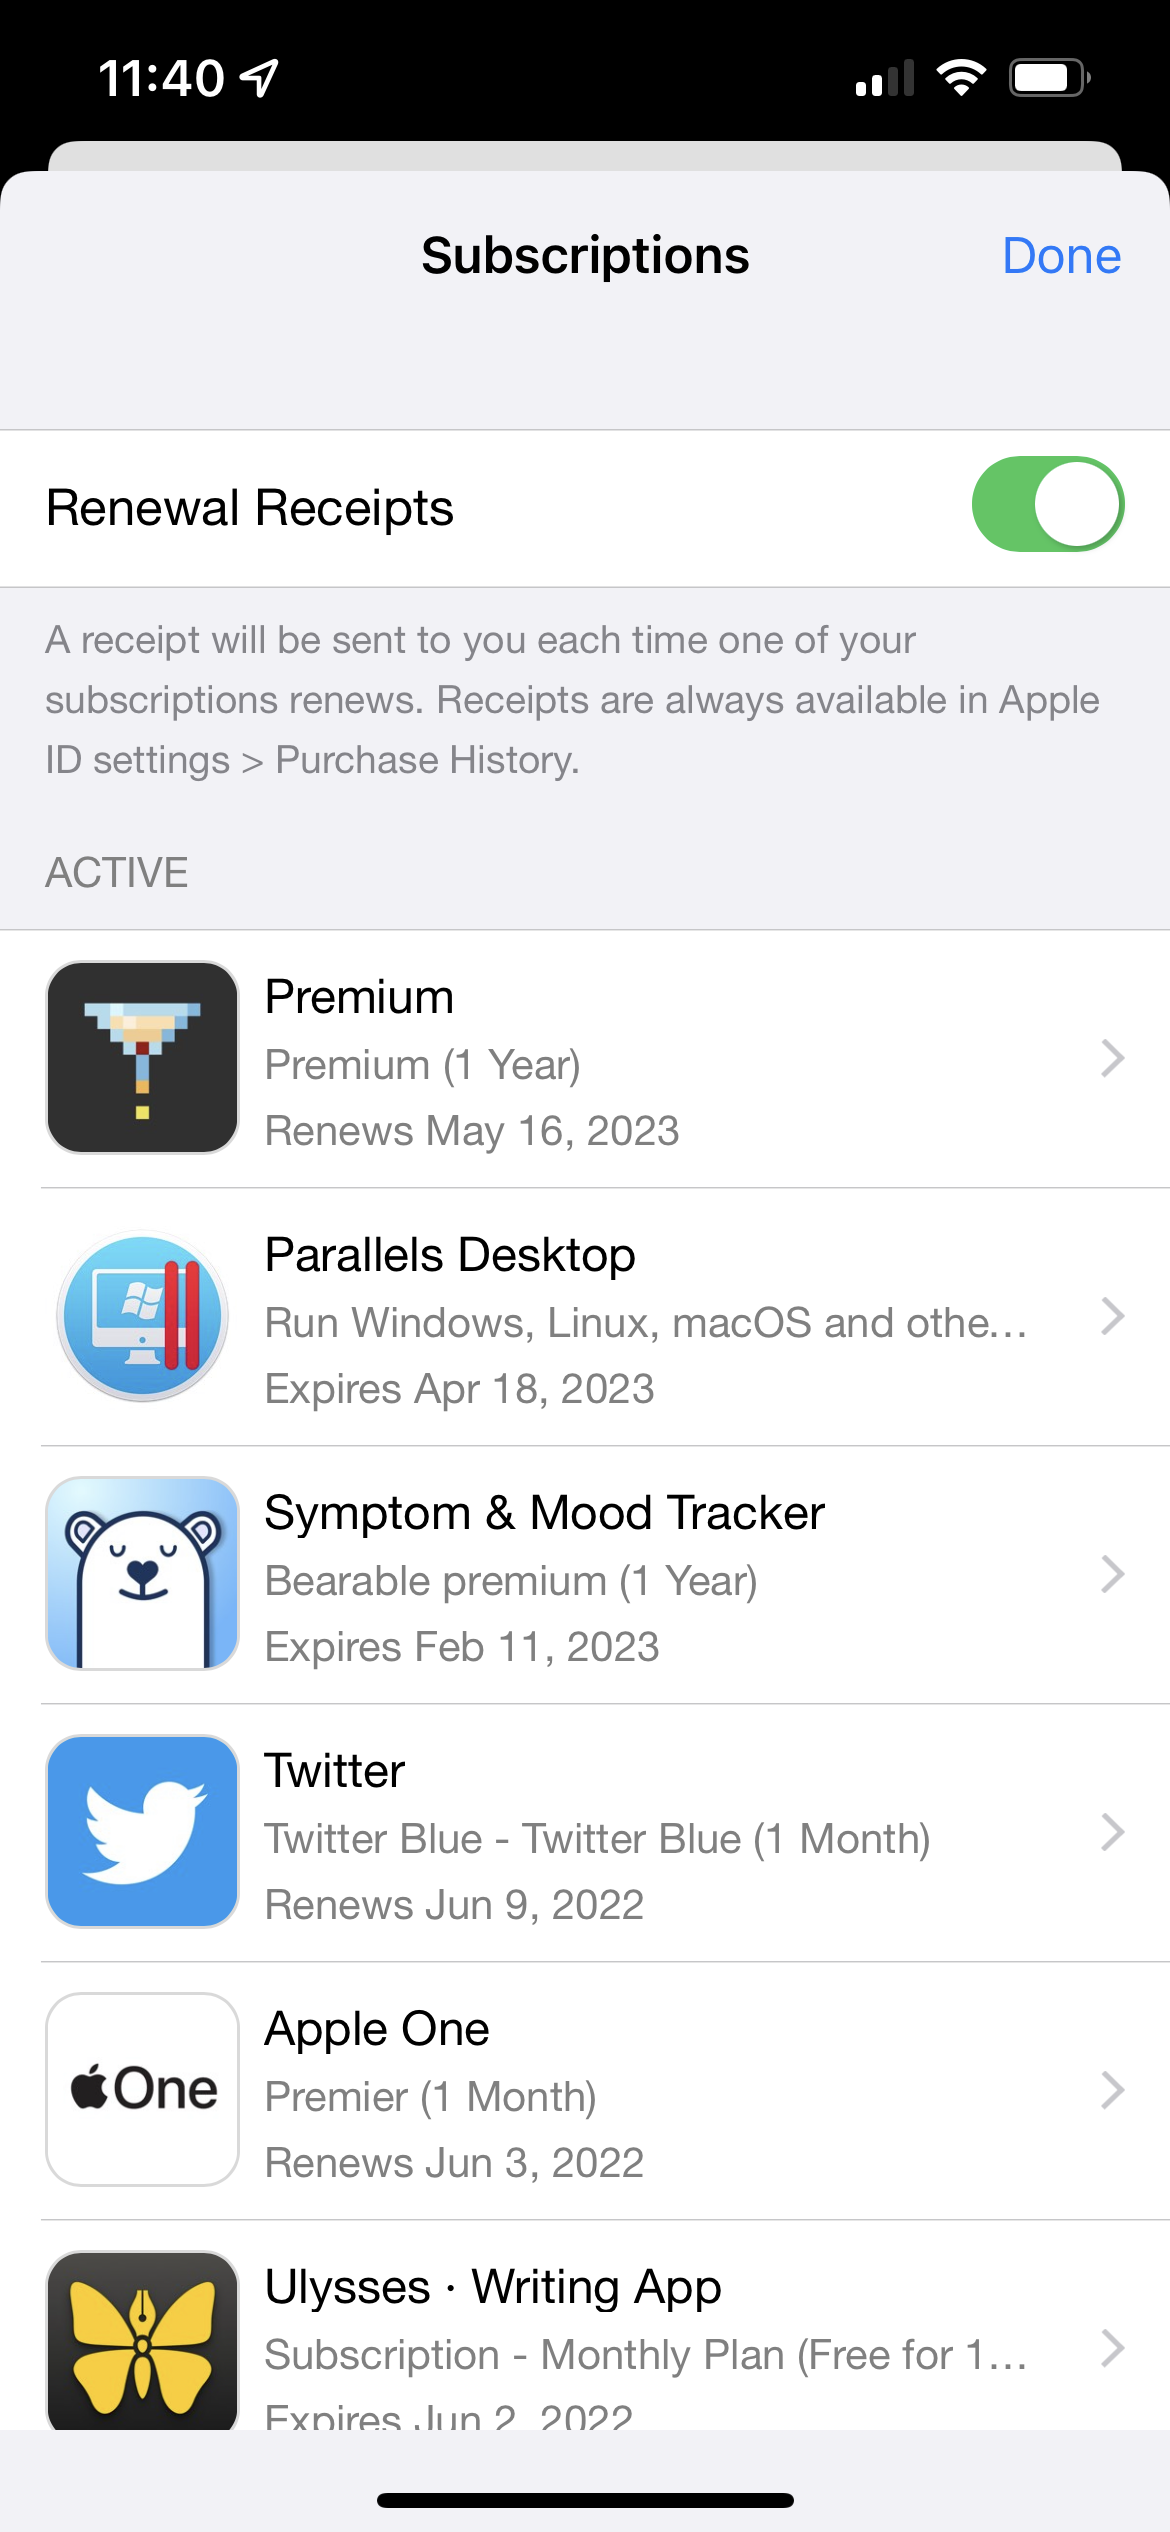 11:40
Subscriptions
Done
Renewal Receipts
A receipt will be sent to you each time one of your
subscriptions renews. Receipts are always available in Apple
ID settings > Purchase History.
ACTIVE
Premium
Premium (1 Year)
Renews May 16, 2023
Parallels Desktop
Run Windows, Linux, macOS and othe...
Expires Apr 18, 2023
Symptom & Mood Tracker
Bearable premium (1 Year)
Expires Feb 11, 2023
Twitter
Twitter Blue - Twitter Blue (1 Month)
Renews Jun 9, 2022
One
Apple One
Premier (1 Month)
Renews Jun 3, 2022
Ulysses · Writing App
Subscription - Monthly Plan (Free for 1...
Expires Jun 2, 2022